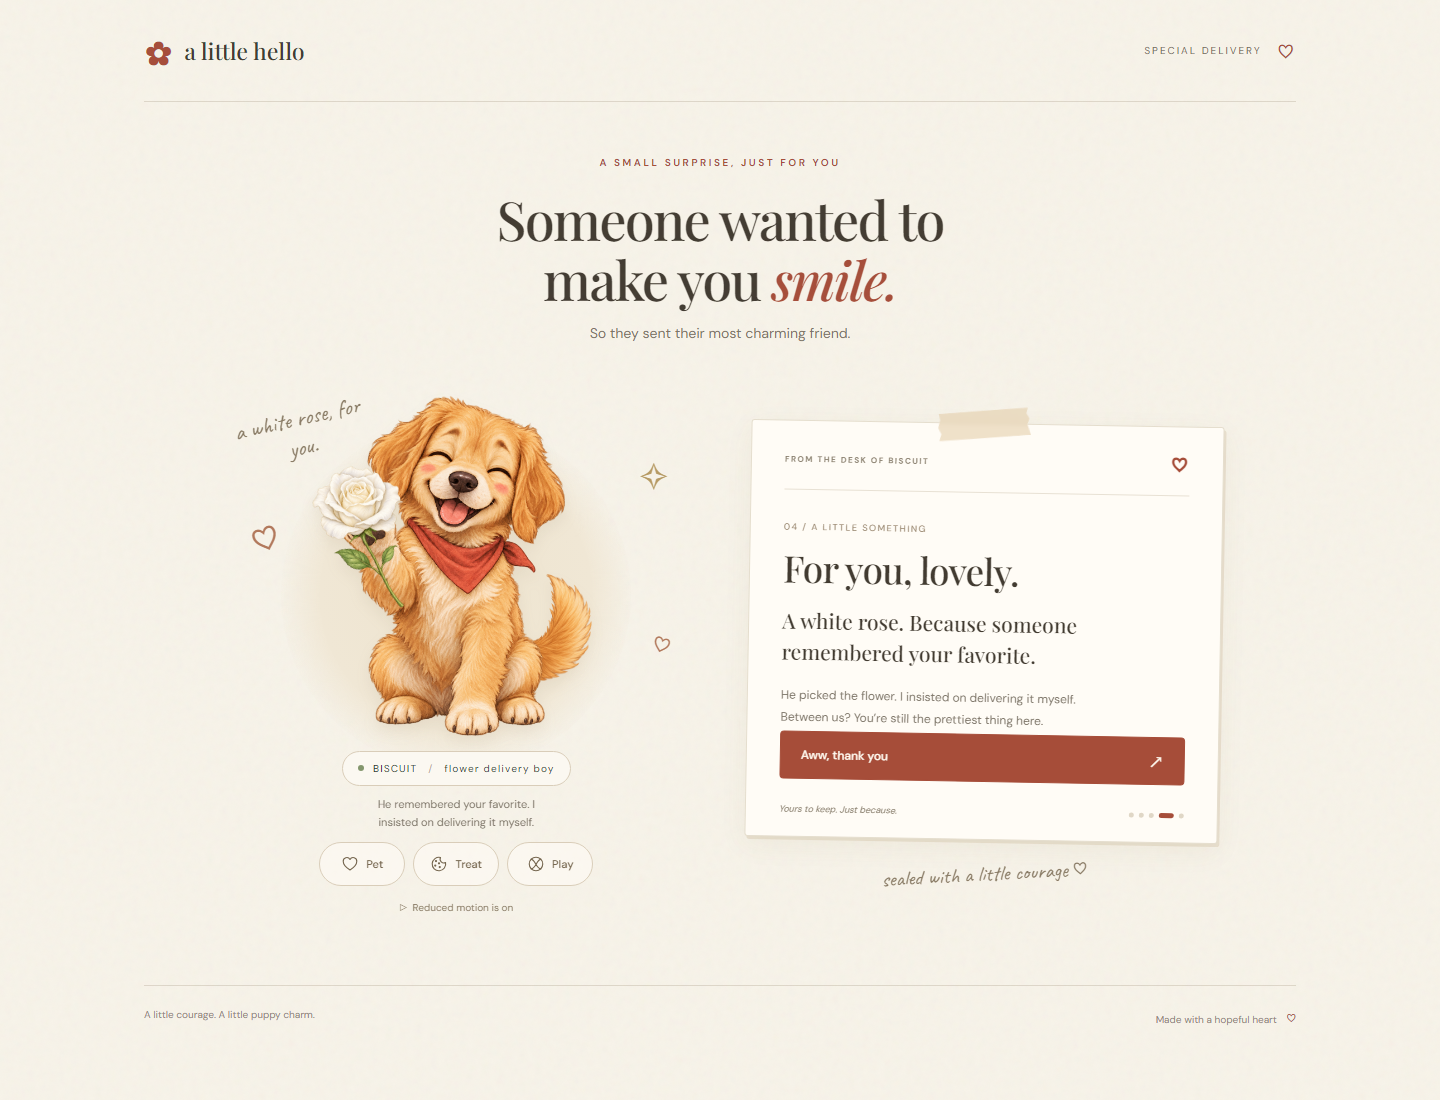 a little hello
SPECIAL DELIVERY
A SMALL SURPRISE, JUST FOR YOU
Someone wanted to
make you smile.
So they sent their most charming friend.
a white rose, for
you.
BISCUIT / flower delivery boy
He remembered your favorite. I
insisted on delivering it myself.
Pet
Treat
Play
Reduced motion is on
FROM THE DESK OF BISCUIT
04 / A LITTLE SOMETHING
For you, lovely.
A white rose. Because someone
remembered your favorite.
He picked the flower. I insisted on delivering it myself.
Between us? You’re still the prettiest thing here.
Aww, thank you
Yours to keep. Just because.
sealed with a little courage
A little courage. A little puppy charm.
Made with a hopeful heart